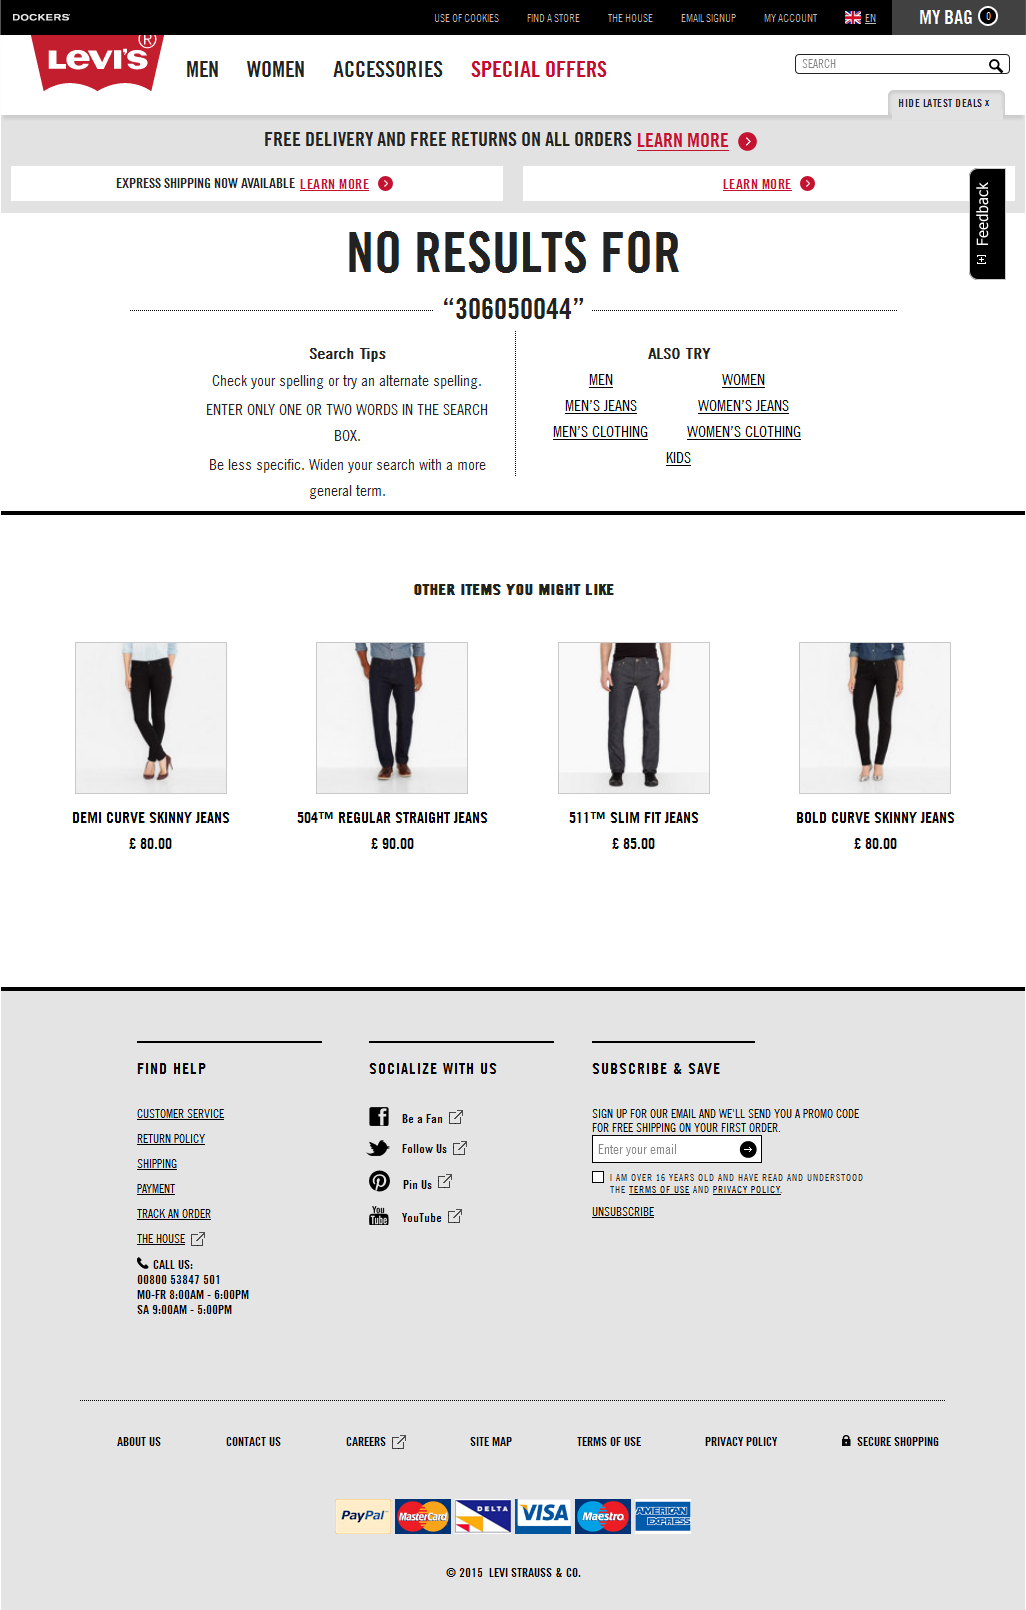 DOCKERS
USE OF COOKIES FIND A STORE THE HOUSE EMAIL SIGNUP MY ACCOUNT EN MY BAG 0
LEVI'S ®
MEN WOMEN ACCESSORIES SPECIAL OFFERS
SEARCH
HIDE LATEST DEALS X
FREE DELIVERY AND FREE RETURNS ON ALL ORDERS LEARN MORE
EXPRESS SHIPPING NOW AVAILABLE LEARN MORE
LEARN MORE
[+] Feedback
NO RESULTS FOR
“306050044”
Search Tips
Check your spelling or try an alternate spelling.
ENTER ONLY ONE OR TWO WORDS IN THE SEARCH
BOX.
Be less specific. Widen your search with a more
general term.
ALSO TRY
MEN WOMEN
MEN’S JEANS WOMEN’S JEANS
MEN’S CLOTHING WOMEN’S CLOTHING
KIDS
OTHER ITEMS YOU MIGHT LIKE
DEMI CURVE SKINNY JEANS
£ 80.00
504™ REGULAR STRAIGHT JEANS
£ 90.00
511™ SLIM FIT JEANS
£ 85.00
BOLD CURVE SKINNY JEANS
£ 80.00
FIND HELP
CUSTOMER SERVICE
RETURN POLICY
SHIPPING
PAYMENT
TRACK AN ORDER
THE HOUSE
CALL US:
00800 53847 501
MO-FR 8:00AM - 6:00PM
SA 9:00AM - 5:00PM
SOCIALIZE WITH US
Be a Fan
Follow Us
Pin Us
You Tube YouTube
SUBSCRIBE & SAVE
SIGN UP FOR OUR EMAIL AND WE'LL SEND YOU A PROMO CODE
FOR FREE SHIPPING ON YOUR FIRST ORDER.
Enter your email
I AM OVER 16 YEARS OLD AND HAVE READ AND UNDERSTOOD
THE TERMS OF USE AND PRIVACY POLICY.
UNSUBSCRIBE
ABOUT US CONTACT US CAREERS SITE MAP TERMS OF USE PRIVACY POLICY SECURE SHOPPING
PayPal MasterCard DELTA VISA Maestro AMERICAN EXPRESS
© 2015 LEVI STRAUSS & CO.